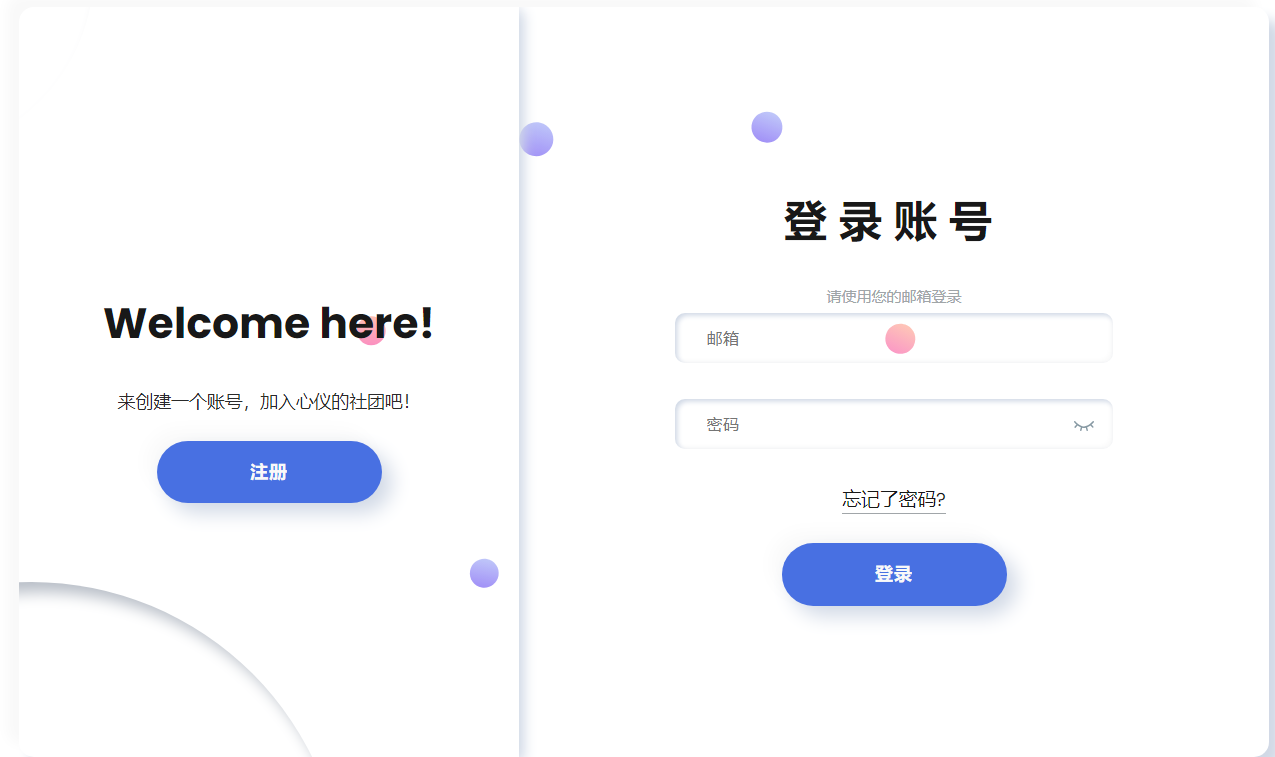 Welcome here!
来创建一个账号，加入心仪的社团吧！
注册
登录账号
请使用您的邮箱登录
邮箱
密码
忘记了密码?
登录